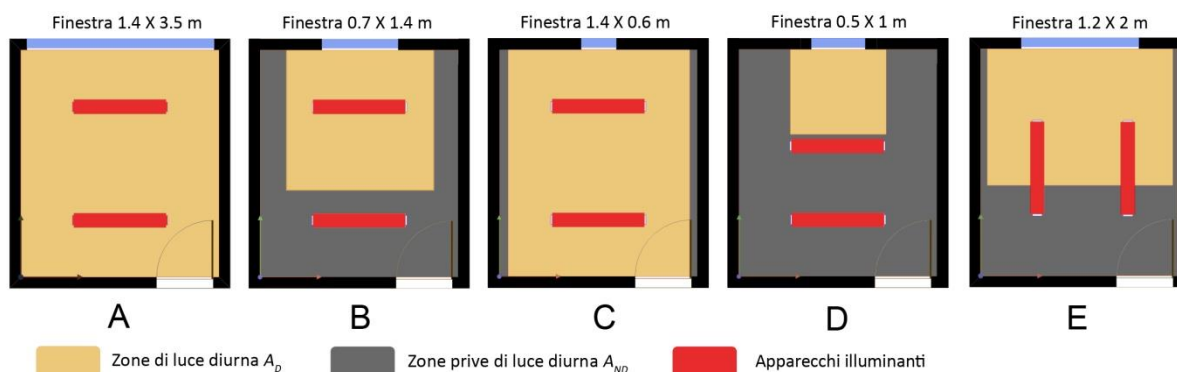 Finestra 1.4 X 3.5 m
Finestra 0.7 X 1.4 m
Finestra 1.4 X 0.6 m
Finestra 0.5 X 1 m
Finestra 1.2 X 2 m
A
B
C
D
E
Zone di luce diurna A_D
Zone prive di luce diurna A_ND
Apparecchi illuminanti